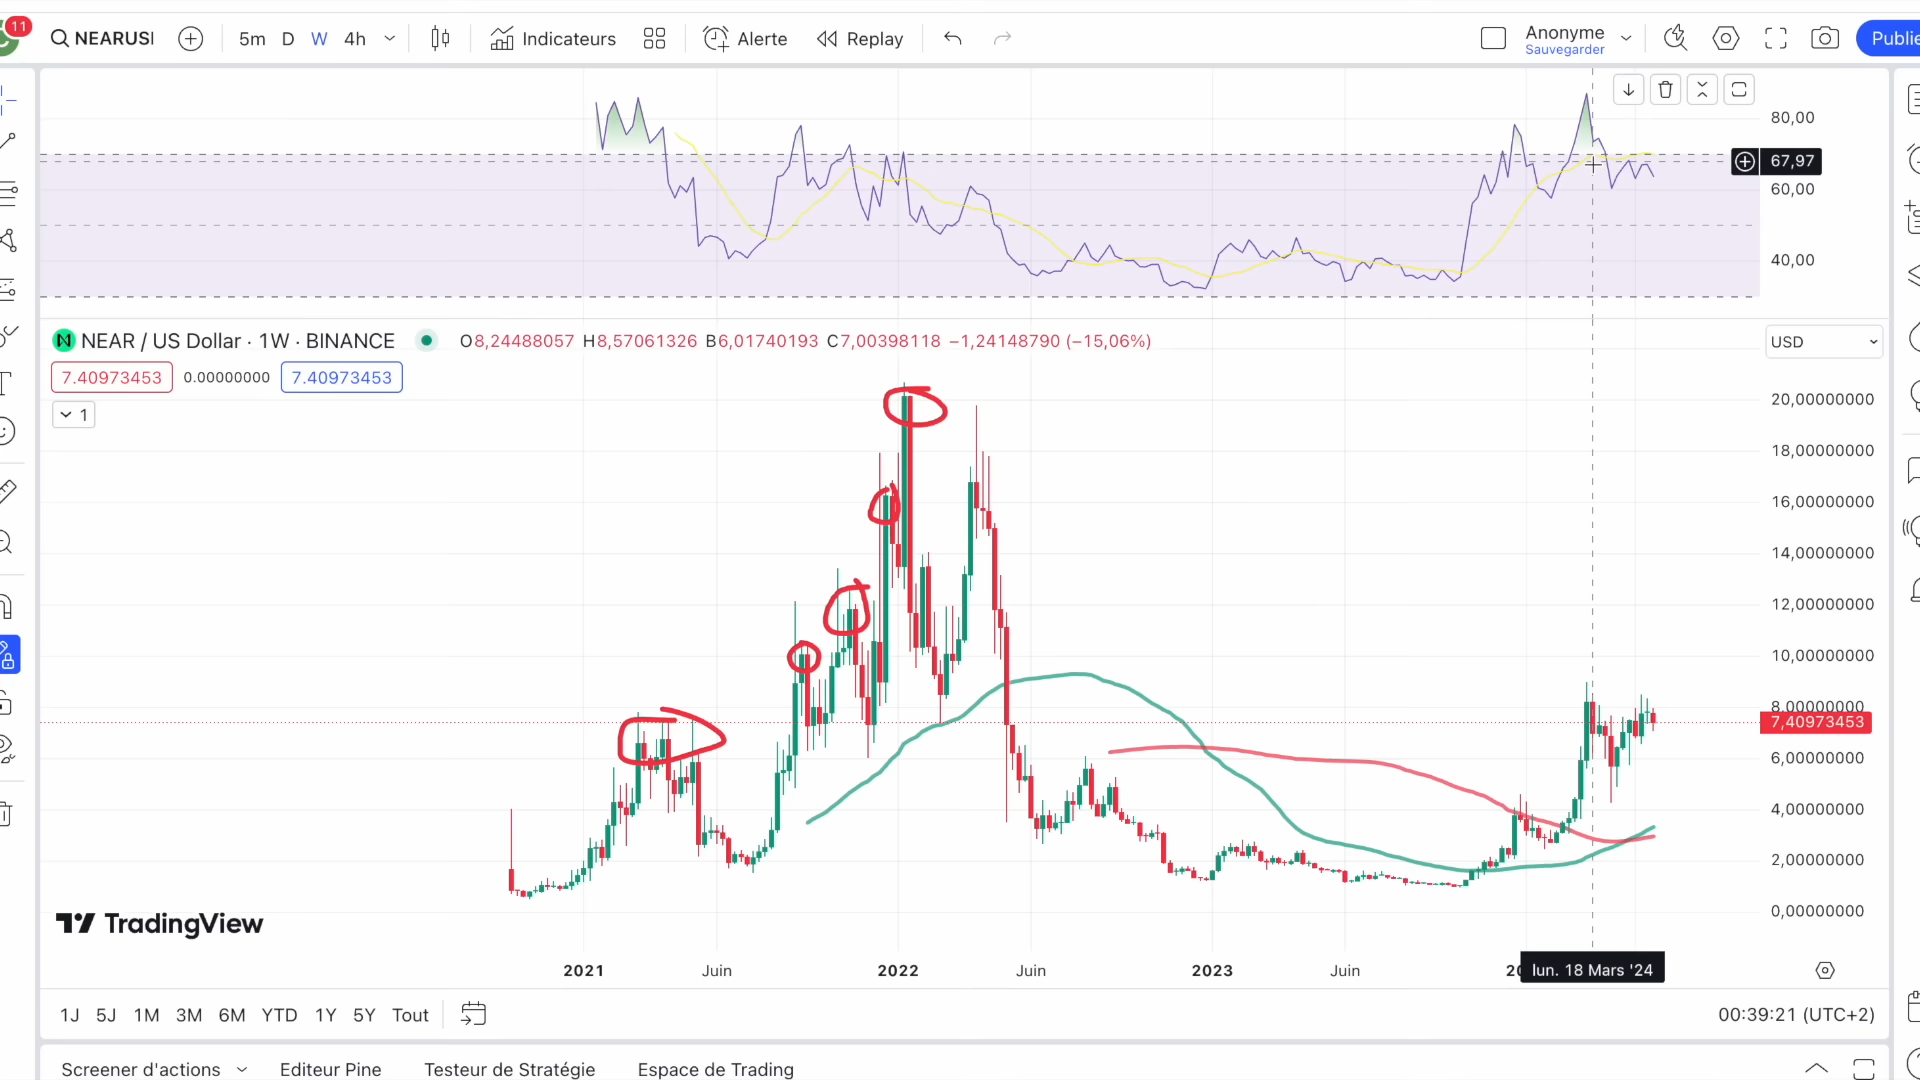 11
NEARUSI
5m D W 4h
Indicateurs
Alerte
Replay
Anonyme
Sauvegarder
Publie
80,00
67,97
60,00
40,00
NEAR / US Dollar · 1W · BINANCE
O8,24488057 H8,57061326 B6,01740193 C7,00398118 −1,24148790 (−15,06%)
USD
7.40973453 0.00000000 7.40973453
1
20,00000000
18,00000000
16,00000000
14,00000000
12,00000000
10,00000000
8,00000000
7,40973453
6,00000000
4,00000000
2,00000000
0,00000000
TradingView
2021 Juin 2022 Juin 2023 Juin 20 lun. 18 Mars '24
1J 5J 1M 3M 6M YTD 1Y 5Y Tout
00:39:21 (UTC+2)
Screener d'actions Editeur Pine Testeur de Stratégie Espace de Trading